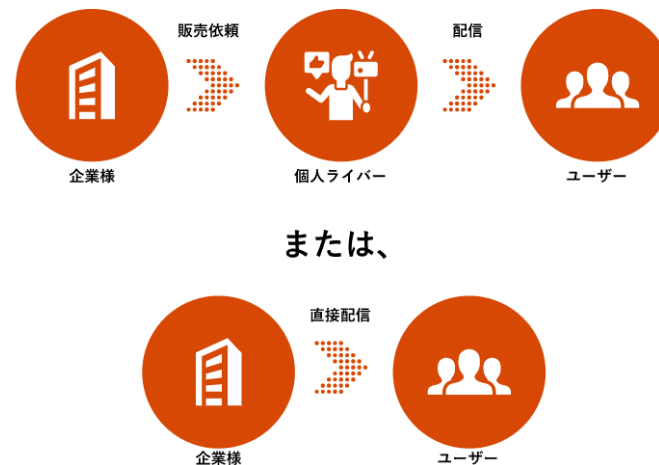 販売依頼
配信
企業様
個人ライバー
ユーザー
または、
直接配信
企業様
ユーザー